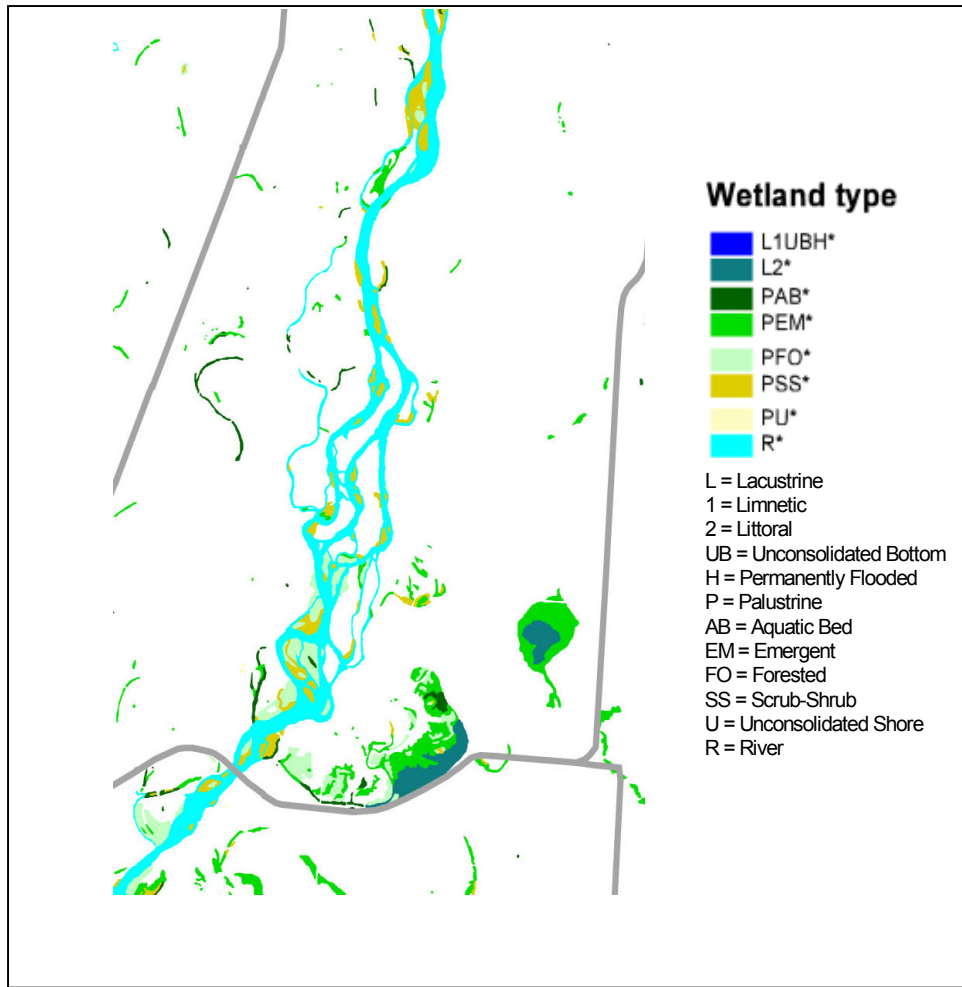 Wetland type
L1UBH*
L2*
PAB*
PEM*
PFO*
PSS*
PU*
R*
L = Lacustrine
1 = Limnetic
2 = Littoral
UB = Unconsolidated Bottom
H = Permanently Flooded
P = Palustrine
AB = Aquatic Bed
EM = Emergent
FO = Forested
SS = Scrub-Shrub
U = Unconsolidated Shore
R = River